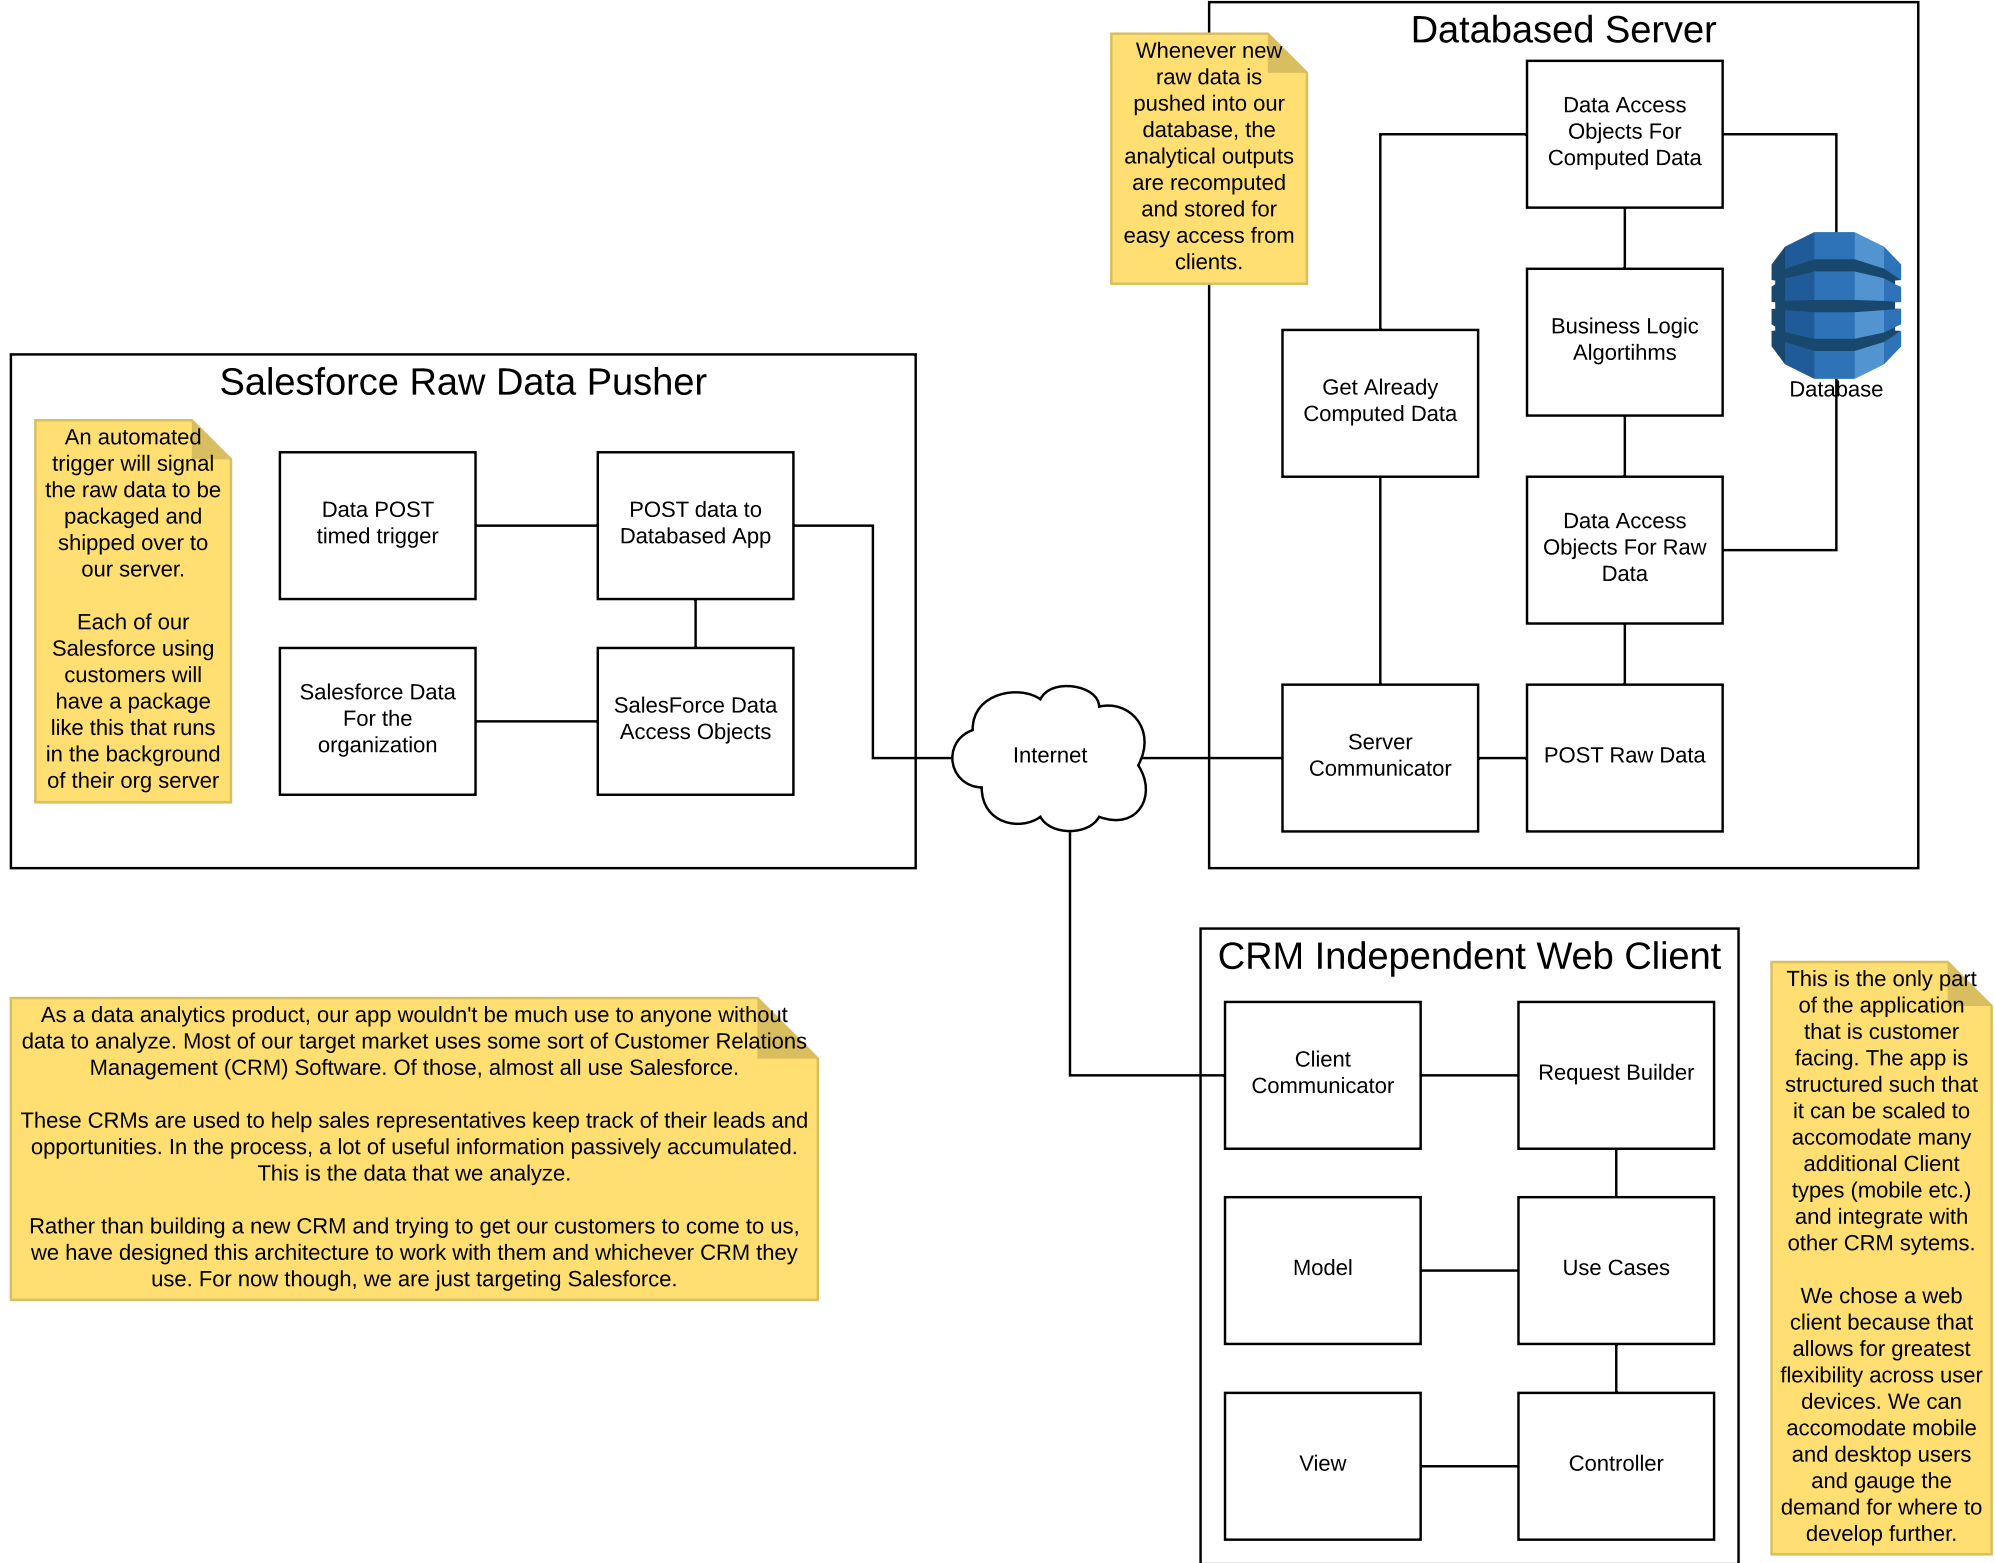 Databased Server
Whenever new
raw data is
pushed into our
database, the
analytical outputs
are recomputed
and stored for
easy access from
clients.
Data Access
Objects For
Computed Data
Business Logic
Algortihms
Database
Get Already
Computed Data
Data Access
Objects For Raw
Data
Server
Communicator
POST Raw Data
Salesforce Raw Data Pusher
An automated
trigger will signal
the raw data to be
packaged and
shipped over to
our server.
Each of our
Salesforce using
customers will
have a package
like this that runs
in the background
of their org server
Data POST
timed trigger
POST data to
Databased App
Salesforce Data
For the
organization
SalesForce Data
Access Objects
Internet
As a data analytics product, our app wouldn't be much use to anyone without
data to analyze. Most of our target market uses some sort of Customer Relations
Management (CRM) Software. Of those, almost all use Salesforce.
These CRMs are used to help sales representatives keep track of their leads and
opportunities. In the process, a lot of useful information passively accumulated.
This is the data that we analyze.
Rather than building a new CRM and trying to get our customers to come to us,
we have designed this architecture to work with them and whichever CRM they
use. For now though, we are just targeting Salesforce.
CRM Independent Web Client
Client
Communicator
Request Builder
Model
Use Cases
View
Controller
This is the only part
of the application
that is customer
facing. The app is
structured such that
it can be scaled to
accomodate many
additional Client
types (mobile etc.)
and integrate with
other CRM sytems.
We chose a web
client because that
allows for greatest
flexibility across user
devices. We can
accomodate mobile
and desktop users
and gauge the
demand for where to
develop further.